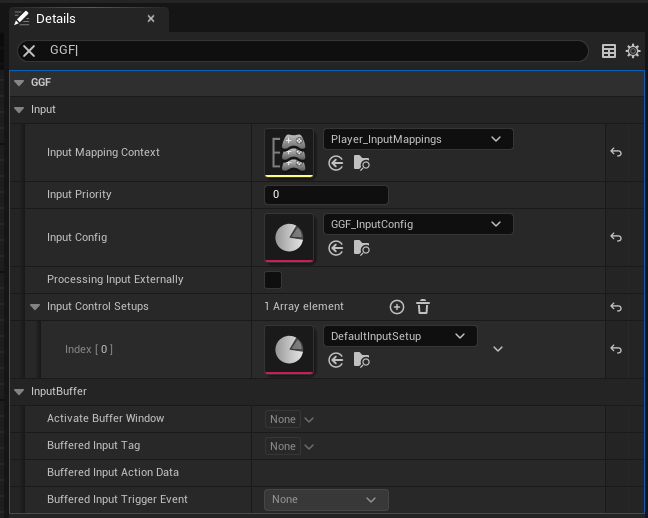 Details
GGF
GGF
Input
Input Mapping Context
Player_InputMappings
Input Priority
0
Input Config
GGF_InputConfig
Processing Input Externally
Input Control Setups
1 Array element
Index [ 0 ]
DefaultInputSetup
InputBuffer
Activate Buffer Window
None
Buffered Input Tag
None
Buffered Input Action Data
Buffered Input Trigger Event
None